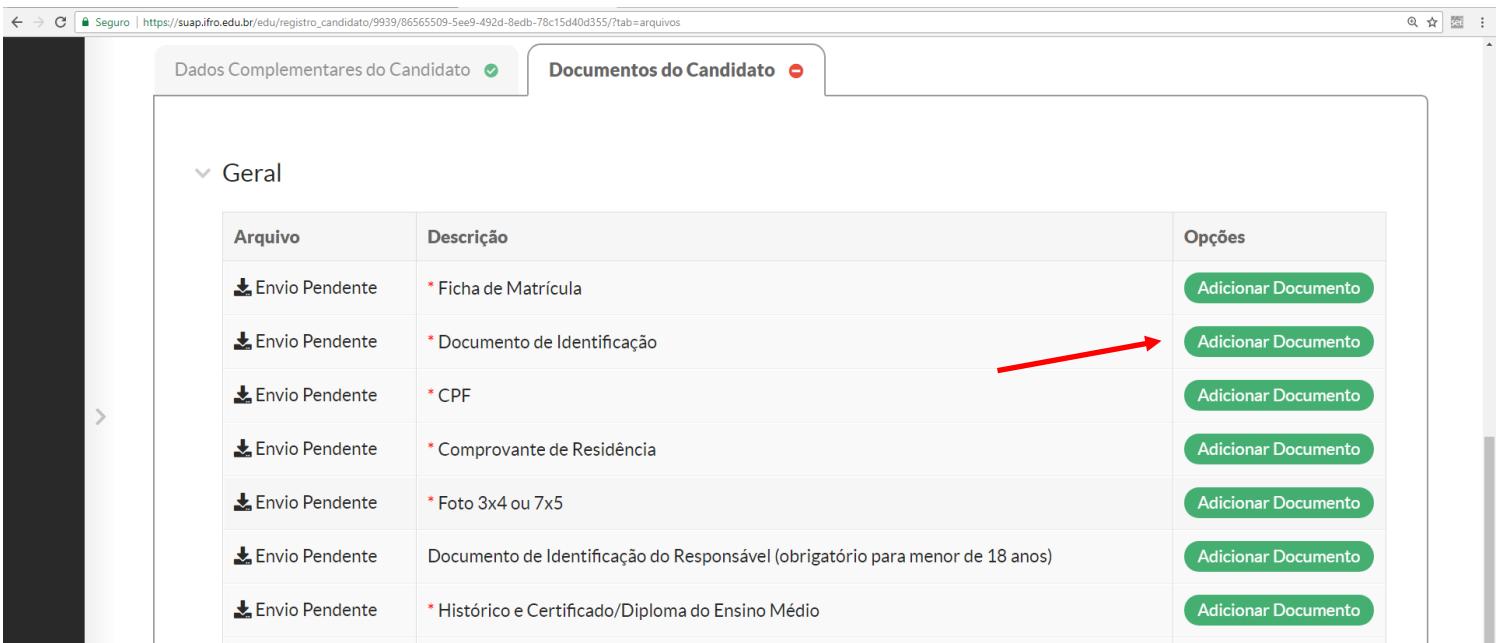 Seguro | https://suap.ifro.edu.br/edu/registro_candidato/9939/86565509-5ee9-492d-8edb-78c15d40d355/?tab=arquivos
Dados Complementares do Candidato Documentos do Candidato
Geral
Arquivo Descrição Opções
Envio Pendente * Ficha de Matrícula Adicionar Documento
Envio Pendente * Documento de Identificação Adicionar Documento
Envio Pendente * CPF Adicionar Documento
Envio Pendente * Comprovante de Residência Adicionar Documento
Envio Pendente * Foto 3x4 ou 7x5 Adicionar Documento
Envio Pendente Documento de Identificação do Responsável (obrigatório para menor de 18 anos) Adicionar Documento
Envio Pendente * Histórico e Certificado/Diploma do Ensino Médio Adicionar Documento